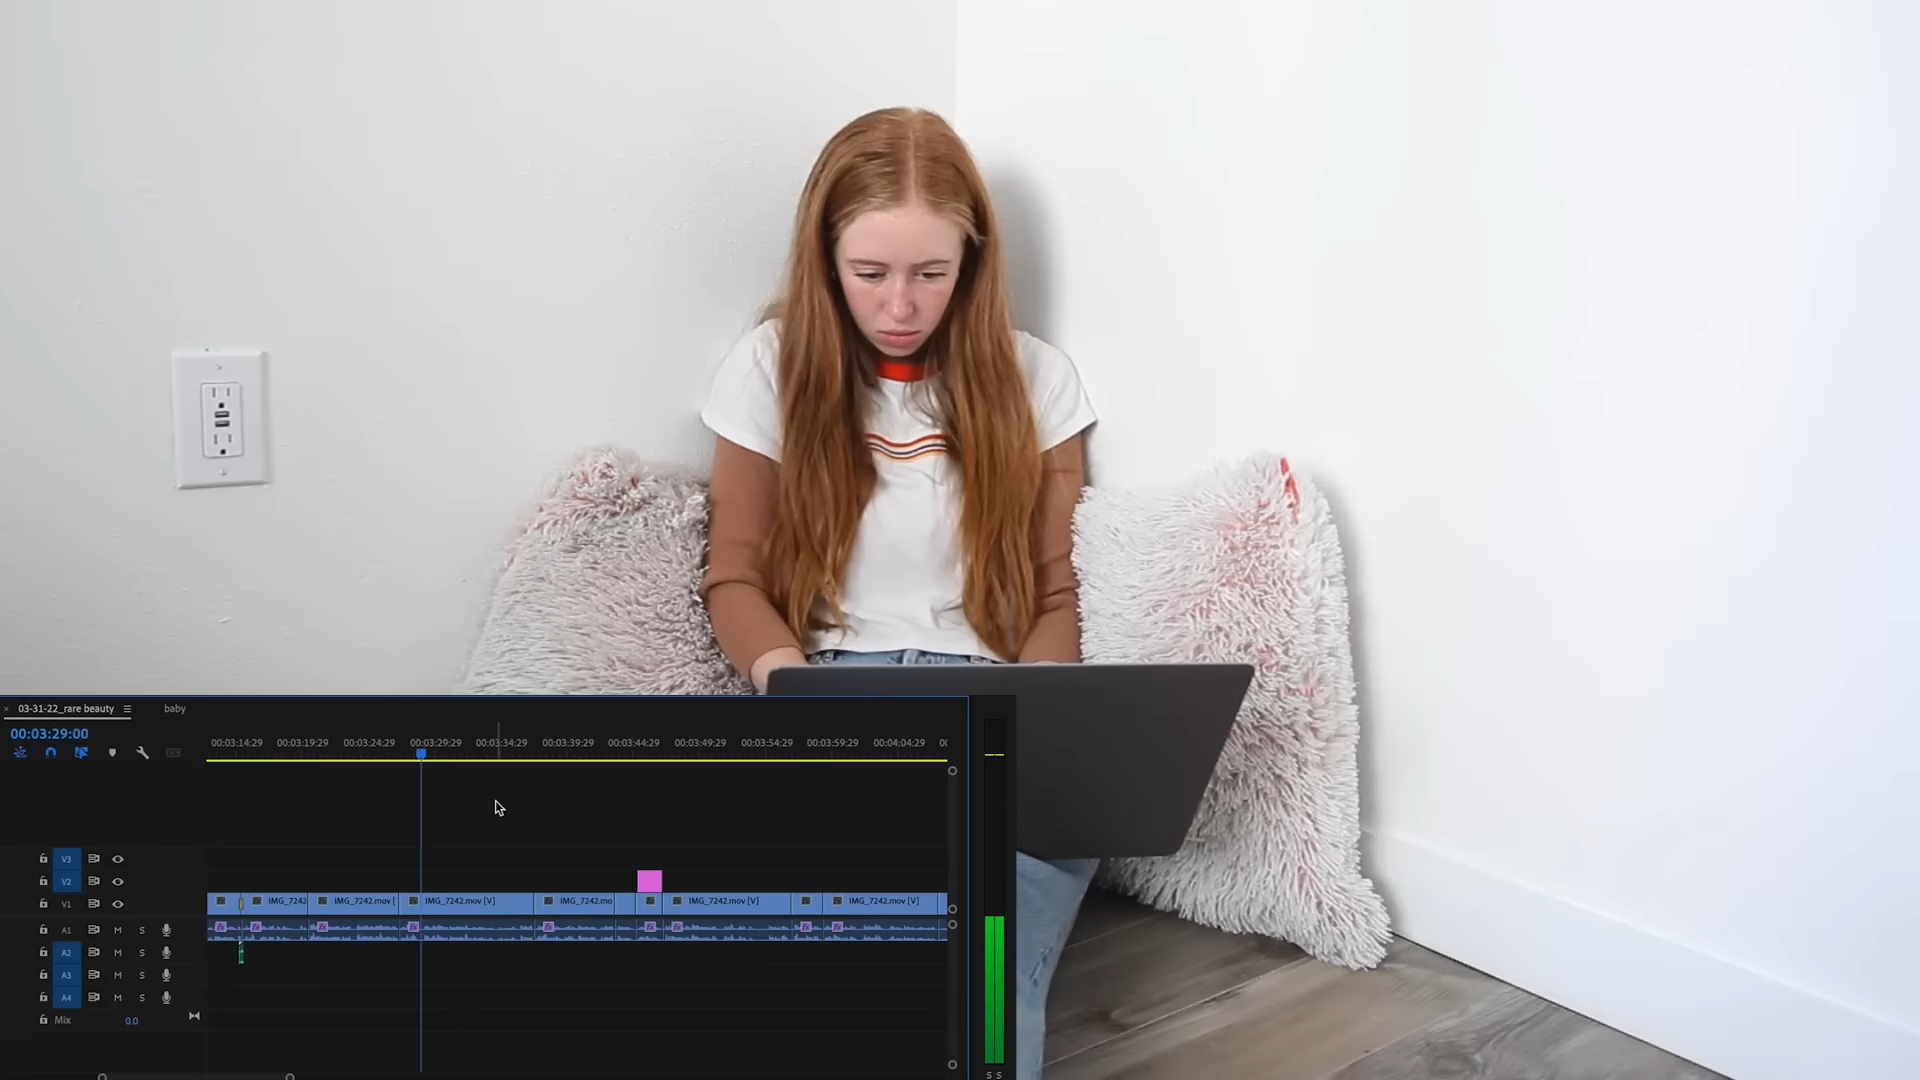 × 03-31-22_rare beauty ☰ baby
00:03:29:00
00:03:14:29 00:03:19:29 00:03:24:29 00:03:29:29 00:03:34:29 00:03:39:29 00:03:44:29 00:03:49:29 00:03:54:29 00:03:59:29 00:04:04:29 00
V3
V2
V1 IMG_7242 IMG_7242.mov [ IMG_7242.mov [V] IMG_7242.mo IMG_7242.mov [V] IMG_7242.mov [V]
A1 M S
A2 M S
A3 M S
A4 M S
Mix 0.0
S S